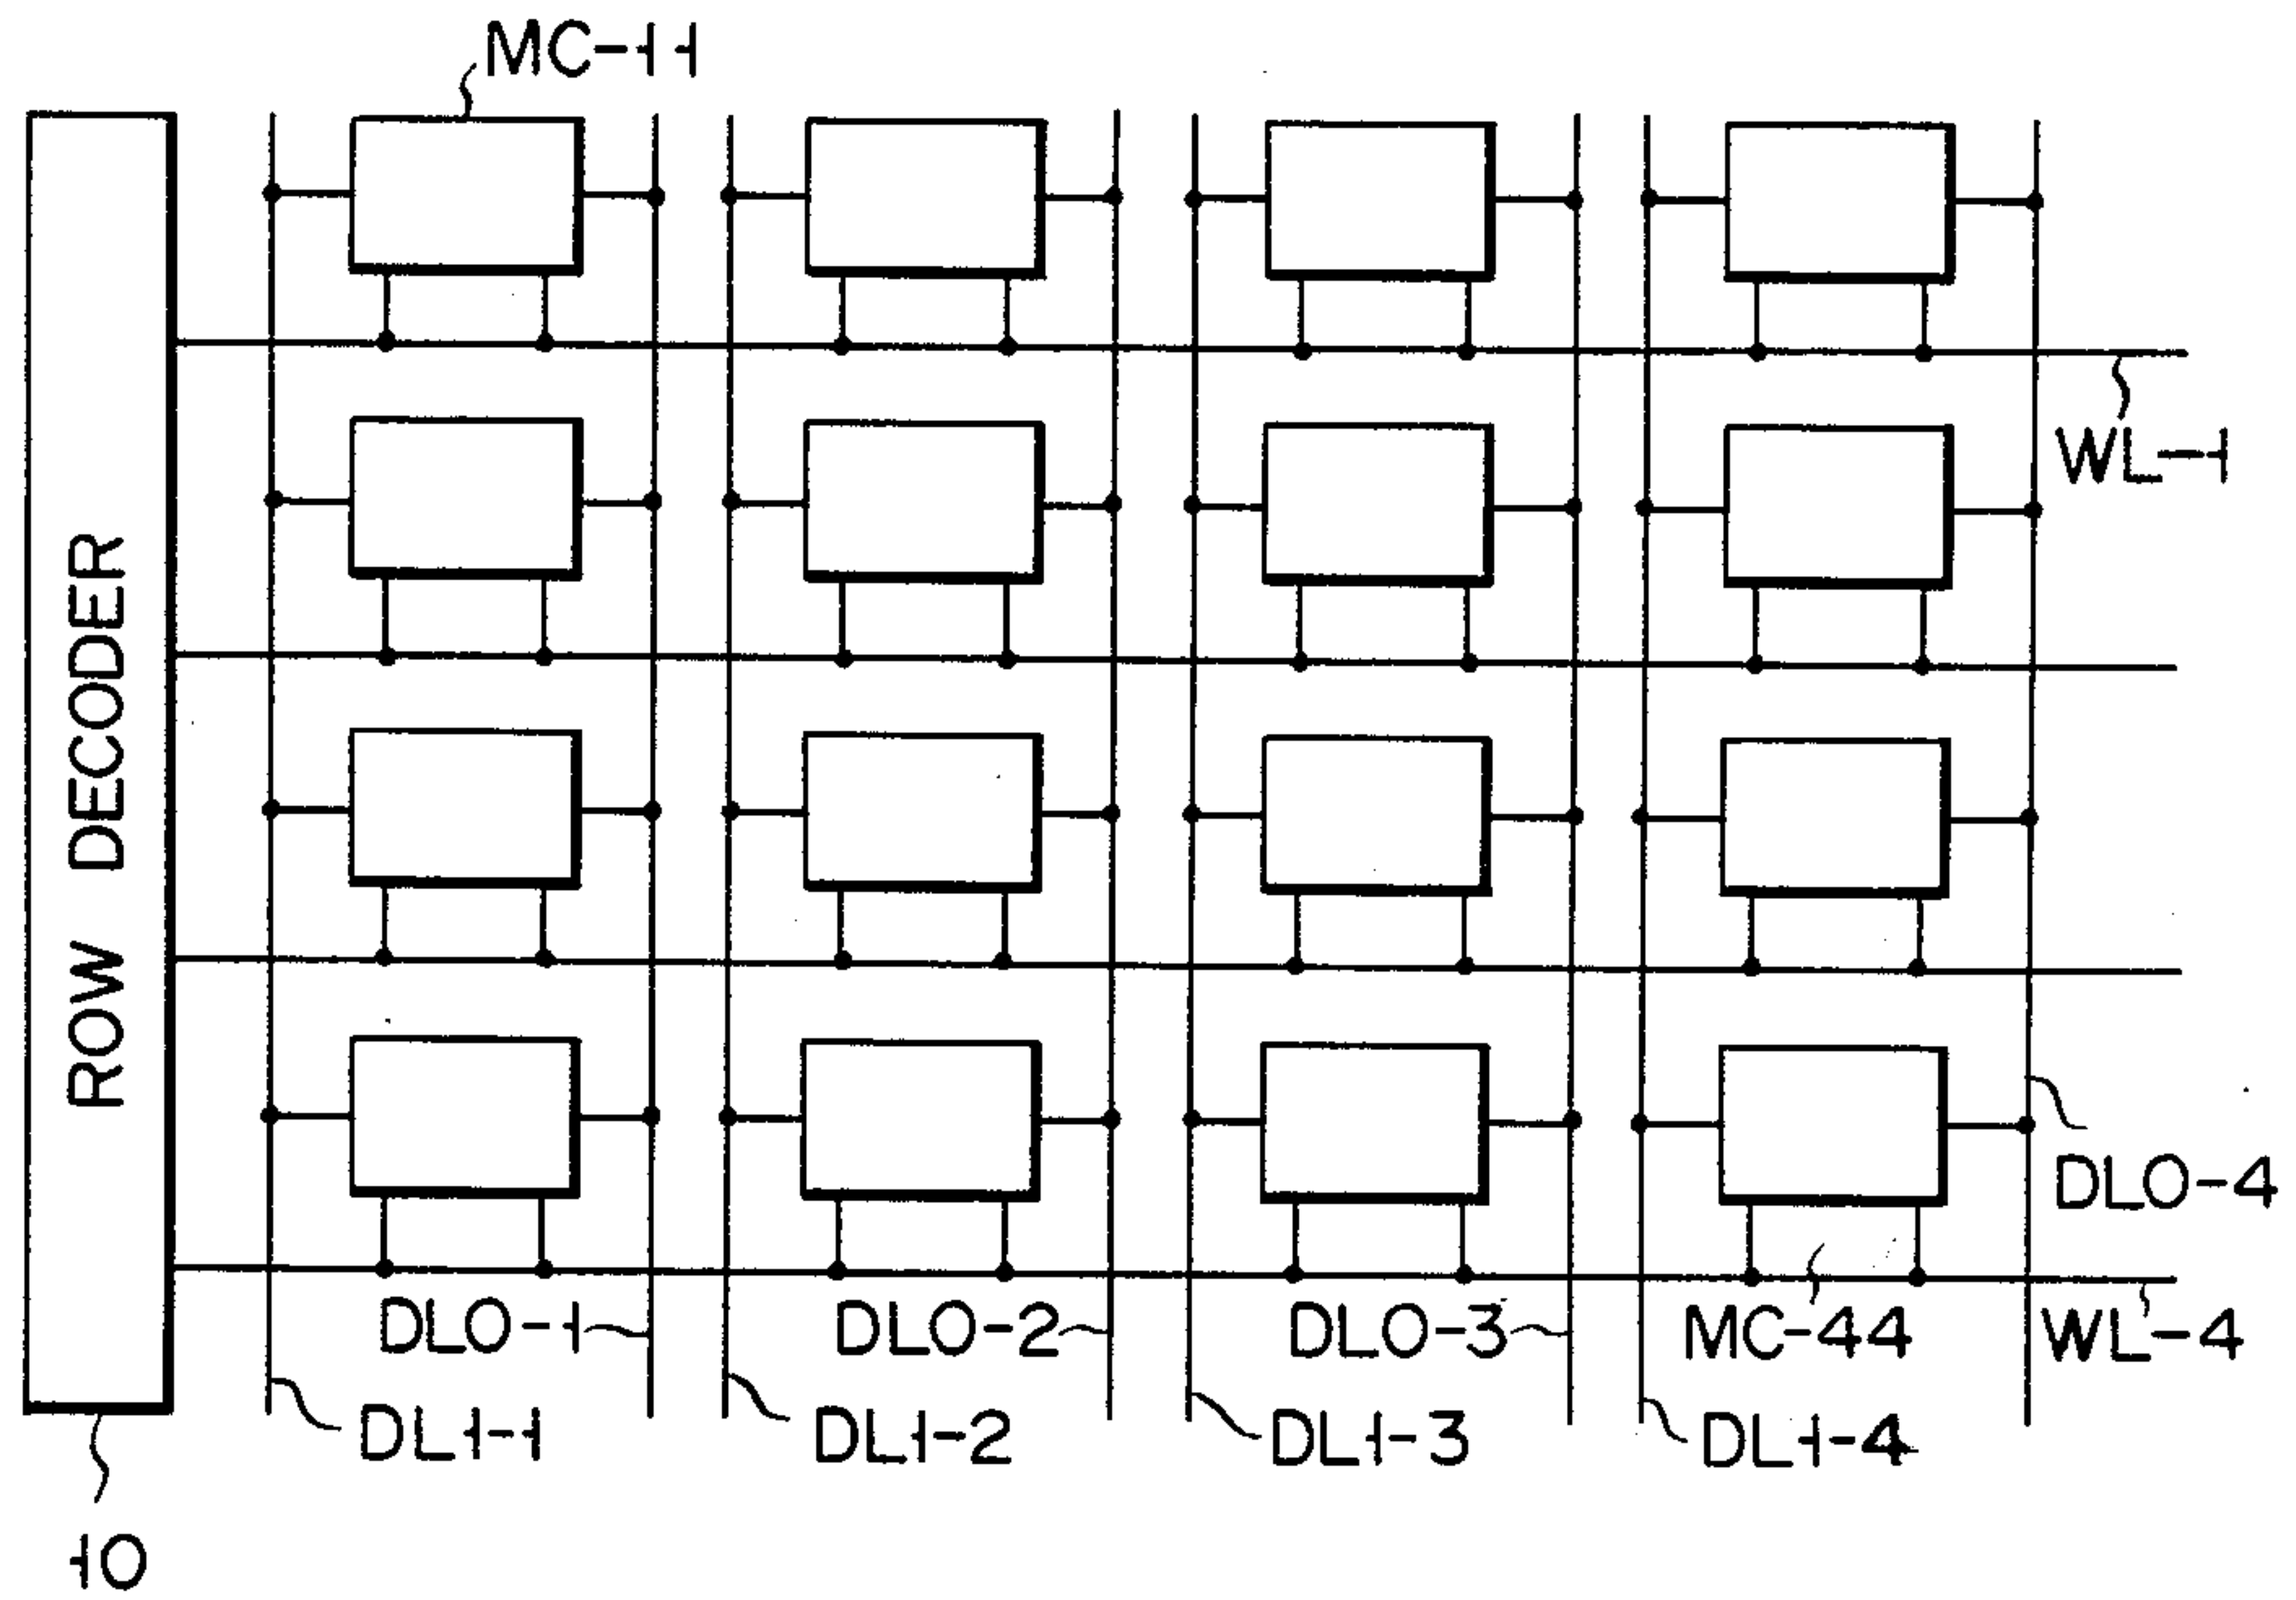 MC-11
WL-1
ROW DECODER
DLO-4
DLO-1
DLO-2
DLO-3
MC-44
WL-4
DL1-1
DL1-2
DL1-3
DL1-4
10